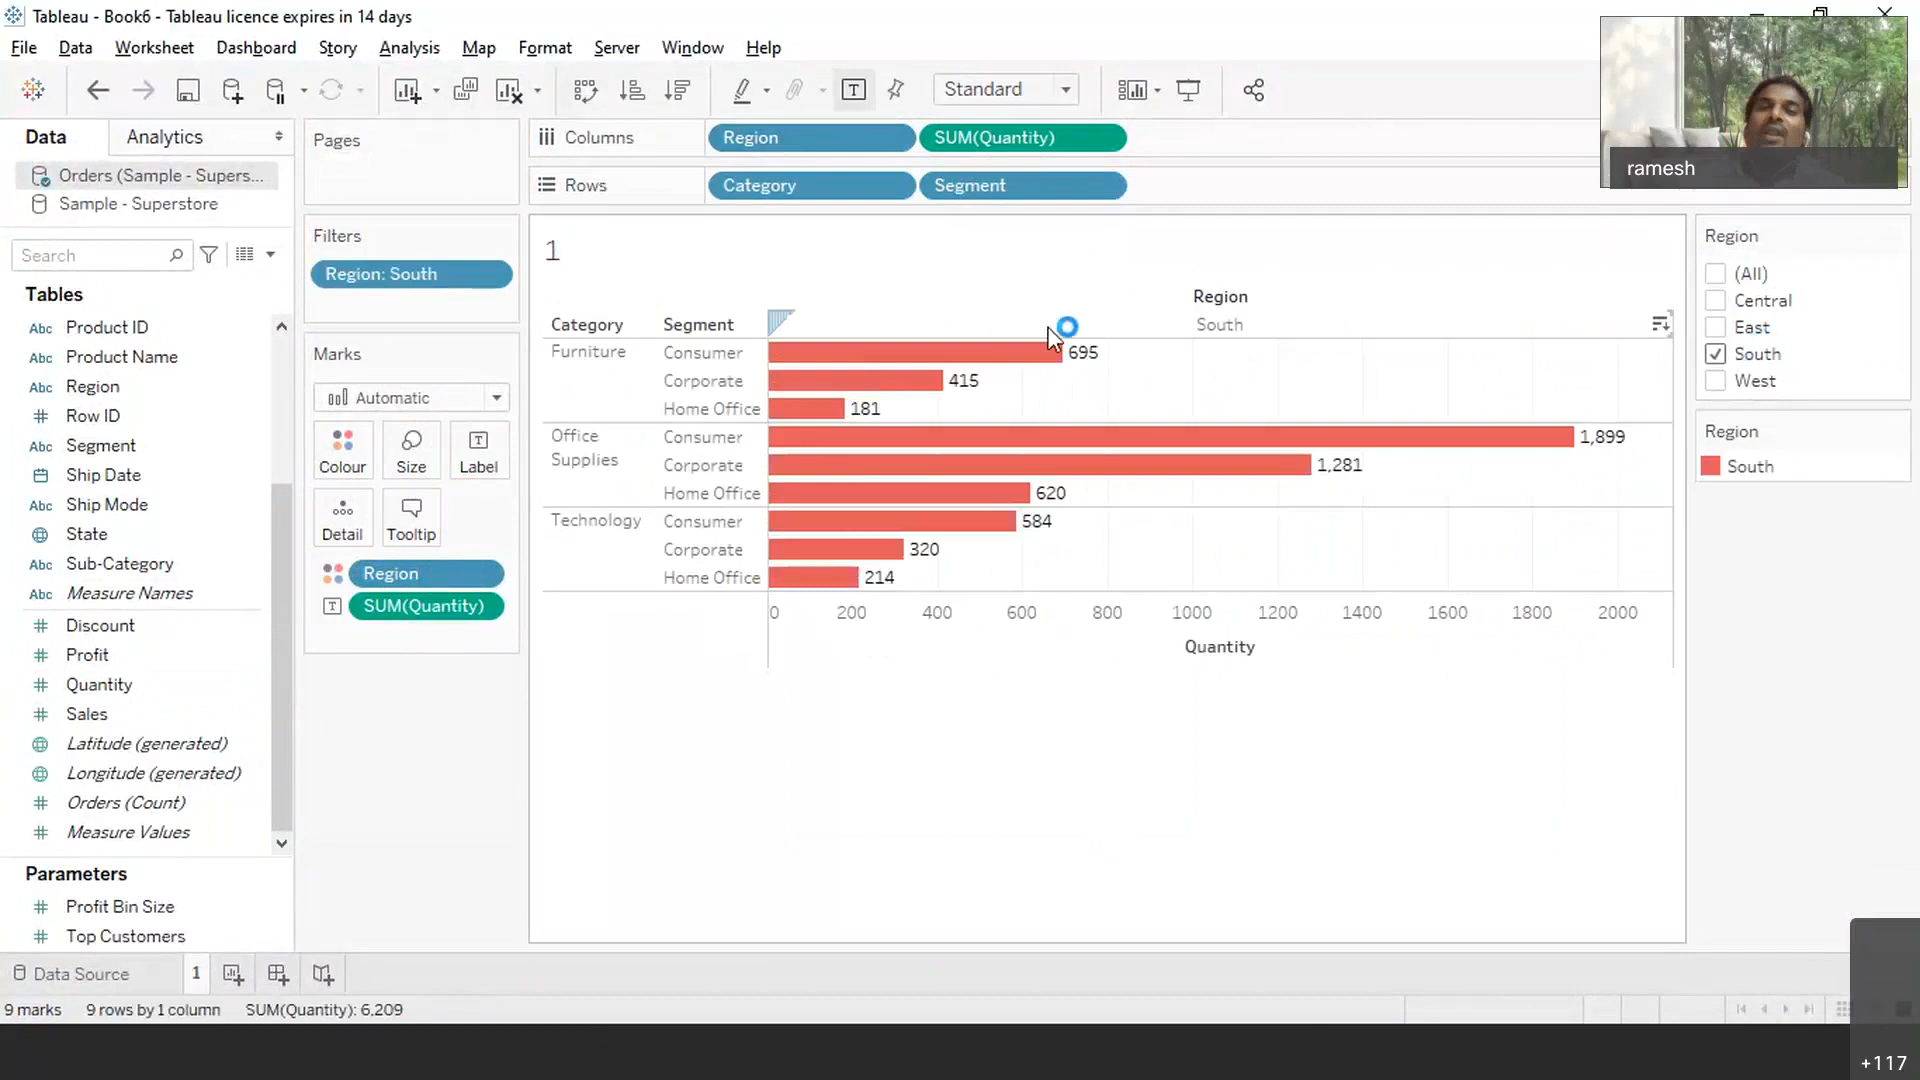 Tableau - Book6 - Tableau licence expires in 14 days
File Data Worksheet Dashboard Story Analysis Map Format Server Window Help
Standard
ramesh
Data Analytics
Orders (Sample - Supers...
Sample - Superstore
Search
Tables
Abc Product ID
Abc Product Name
Abc Region
# Row ID
Abc Segment
Ship Date
Abc Ship Mode
State
Abc Sub-Category
Abc Measure Names
# Discount
# Profit
# Quantity
# Sales
Latitude (generated)
Longitude (generated)
# Orders (Count)
# Measure Values
Parameters
# Profit Bin Size
# Top Customers
Pages
Filters
Region: South
Marks
Automatic
Colour Size Label
Detail Tooltip
Region
SUM(Quantity)
Columns Region SUM(Quantity)
Rows Category Segment
1
Region
Category Segment South
Furniture Consumer 695
Corporate 415
Home Office 181
Office Supplies Consumer 1,899
Corporate 1,281
Home Office 620
Technology Consumer 584
Corporate 320
Home Office 214
0 200 400 600 800 1000 1200 1400 1600 1800 2000
Quantity
Region
(All)
Central
East
South
West
Region
South
Data Source 1
9 marks 9 rows by 1 column SUM(Quantity): 6,209
+117